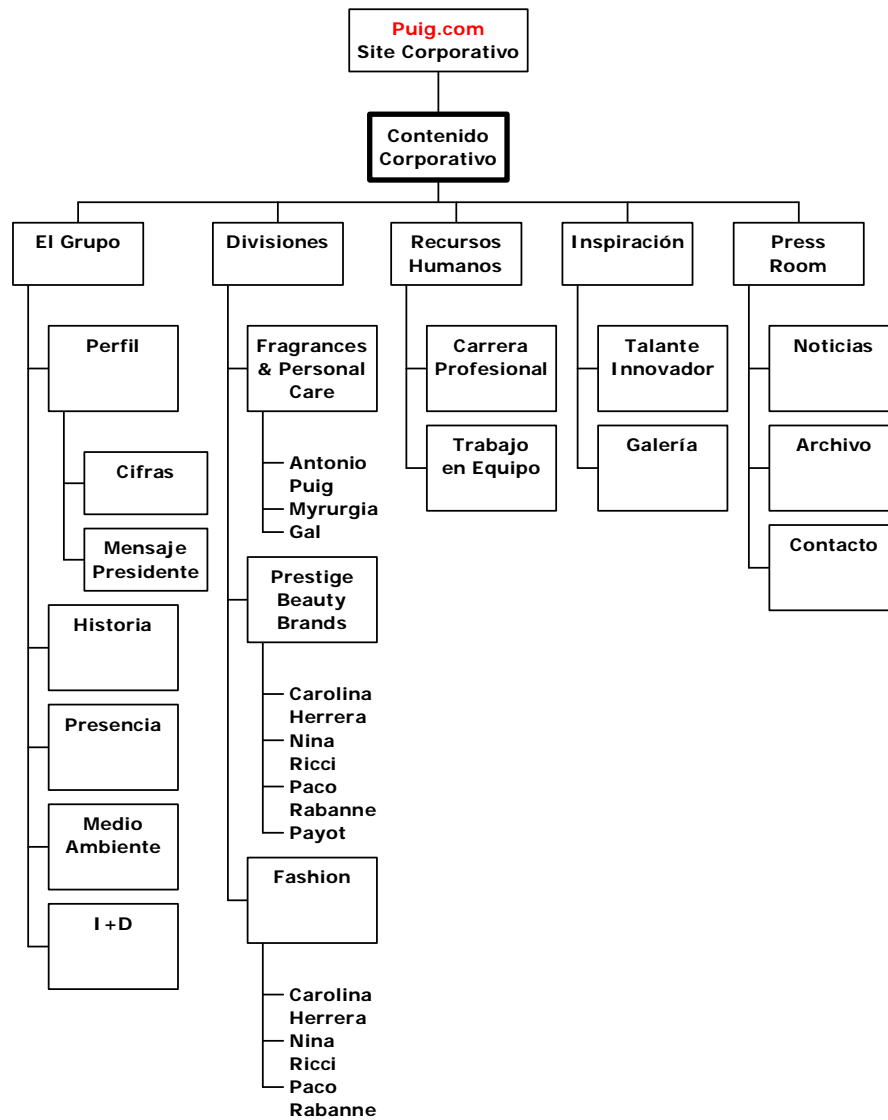 Puig.com
Site Corporativo
Contenido
Corporativo
El Grupo
Divisiones
Recursos
Humanos
Inspiración
Press
Room
Perfil
Cifras
Mensaje
Presidente
Historia
Presencia
Medio
Ambiente
I+D
Fragrances
& Personal
Care
Antonio
Puig
Myrurgia
Gal
Prestige
Beauty
Brands
Carolina
Herrera
Nina
Ricci
Paco
Rabanne
Payot
Fashion
Carolina
Herrera
Nina
Ricci
Paco
Rabanne
Carrera
Profesional
Trabajo
en Equipo
Talante
Innovador
Galería
Noticias
Archivo
Contacto